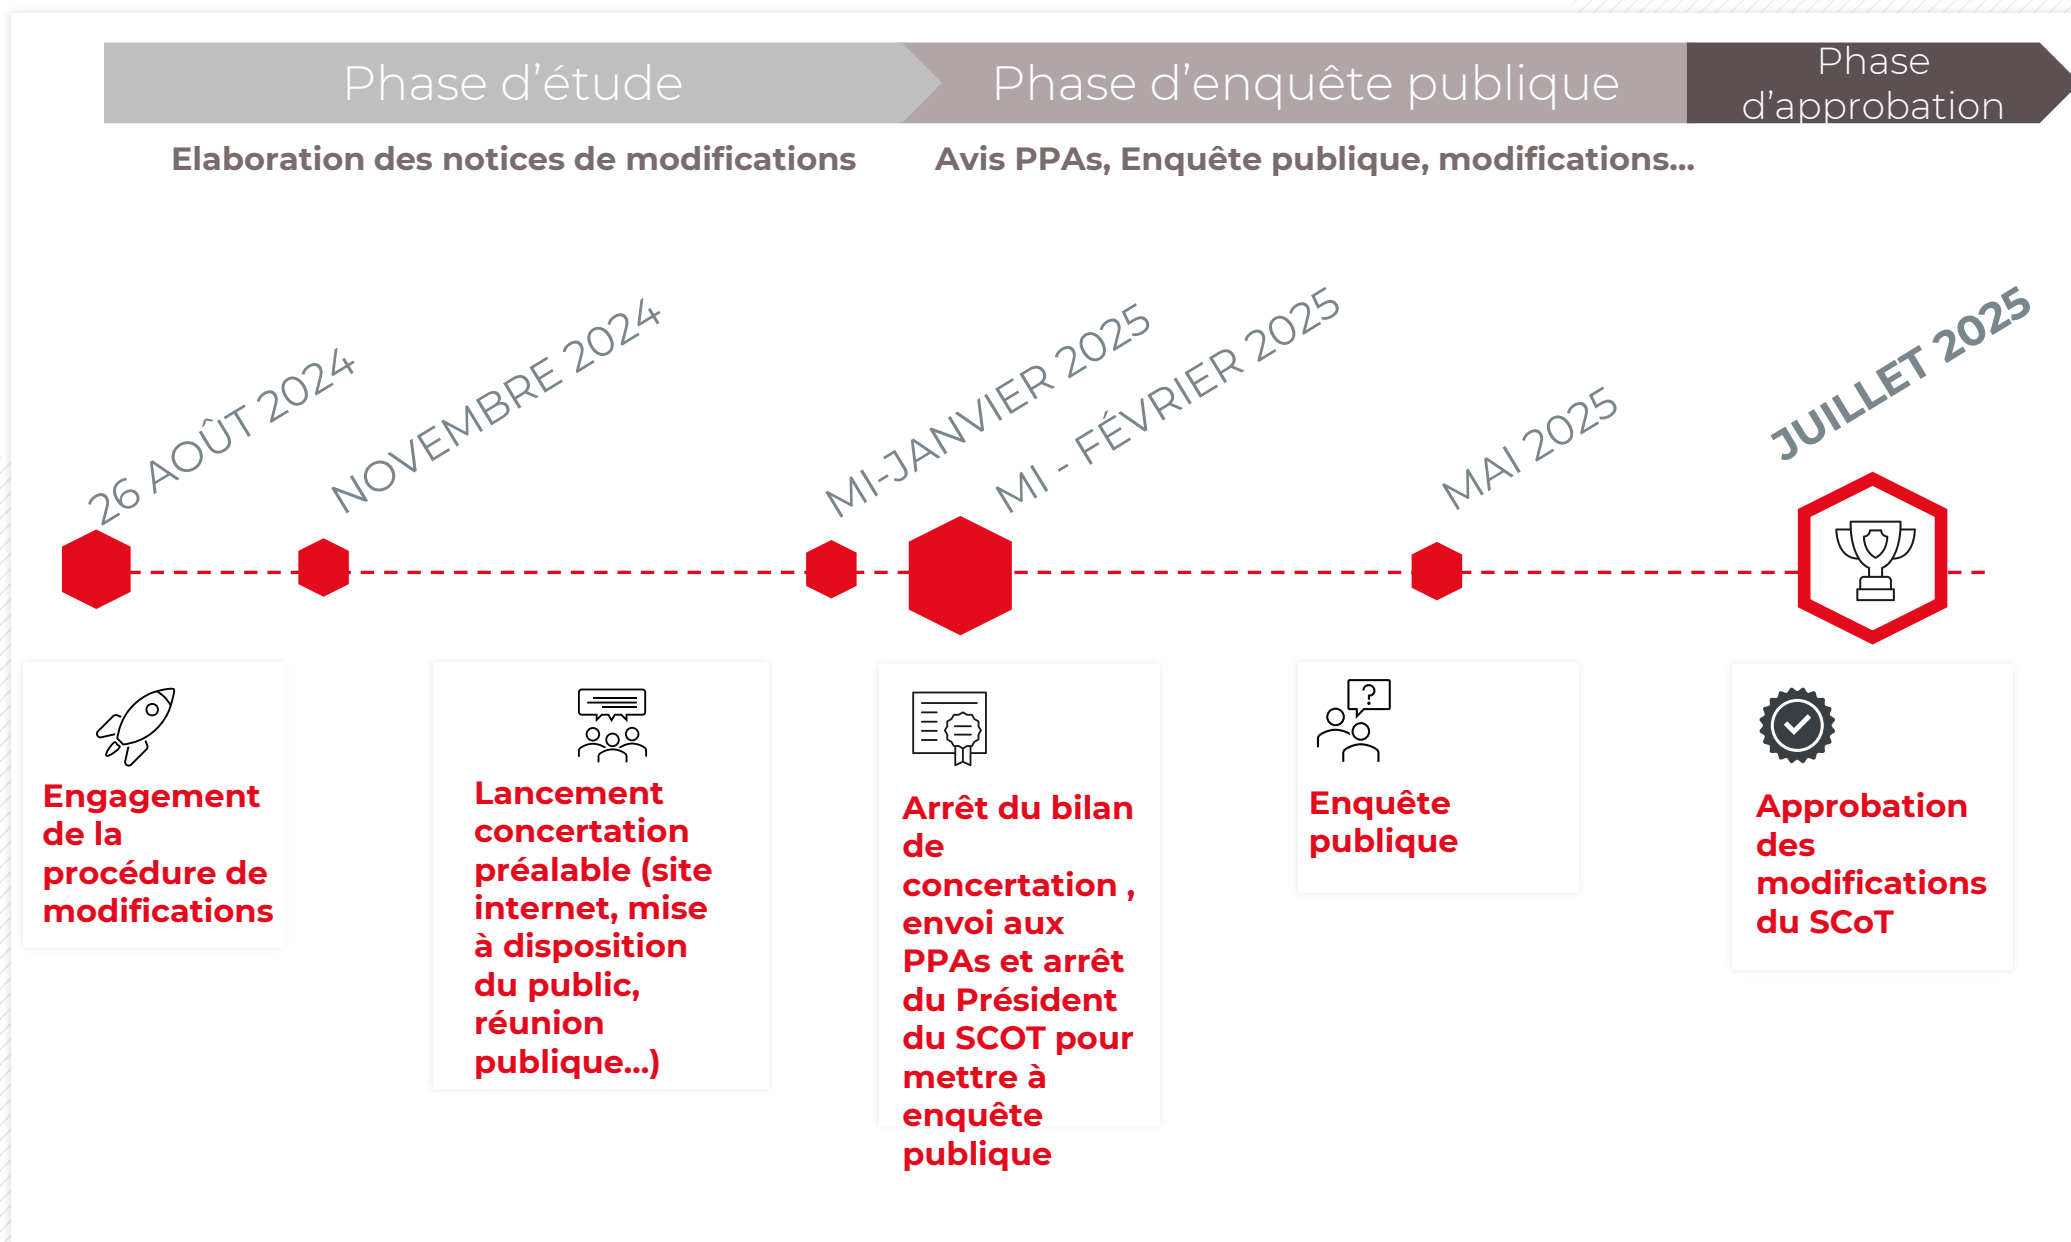 Phase d’étude
Phase d’enquête publique
Phase
d’approbation
Elaboration des notices de modifications
Avis PPAs, Enquête publique, modifications…
26 AOÛT 2024
NOVEMBRE 2024
MI-JANVIER 2025
MI - FÉVRIER 2025
MAI 2025
JUILLET 2025
Engagement
de la
procédure de
modifications
Lancement
concertation
préalable (site
internet, mise
à disposition
du public,
réunion
publique…)
Arrêt du bilan
de
concertation ,
envoi aux
PPAs et arrêt
du Président
du SCOT pour
mettre à
enquête
publique
?
Enquête
publique
Approbation
des
modifications
du SCoT